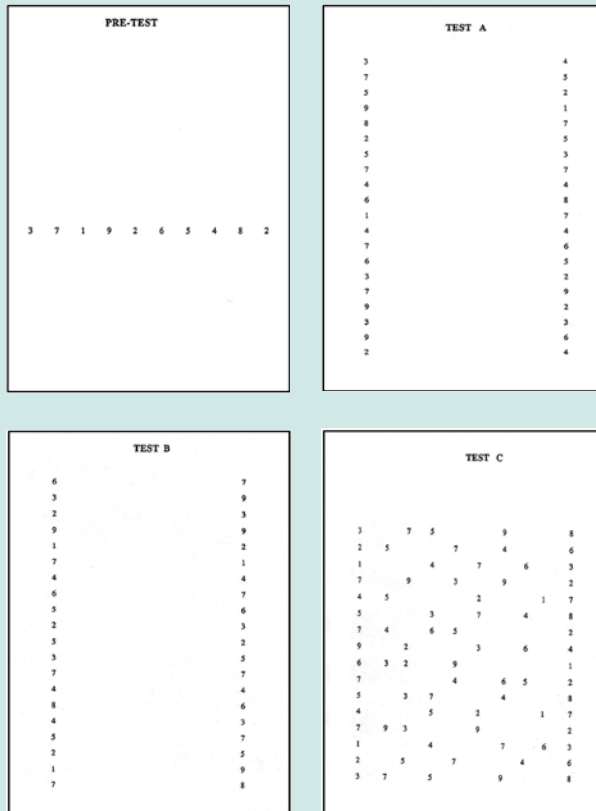 PRE-TEST
3 7 1 9 2 6 5 4 8 2
TEST A
3 4
7 5
5 2
9 1
8 7
2 5
5 3
7 7
4 4
6 8
1 7
4 4
7 6
6 5
3 2
7 9
9 2
3 3
9 6
2 4
TEST B
6 7
3 9
2 3
9 9
1 2
7 1
4 4
6 7
5 6
2 3
5 2
3 5
7 7
4 4
8 6
4 3
5 7
2 5
1 9
7 8
TEST C
3 7 5 9 8
2 5 7 4 6
1 4 7 6 3
7 9 3 9 2
4 5 2 1 7
5 3 7 4 8
7 4 6 5 2
9 2 3 6 4
6 3 2 9 1
7 4 6 5 2
5 3 7 4 8
4 5 2 1 7
7 9 3 9 2
1 4 7 6 3
2 5 7 4 6
3 7 5 9 8